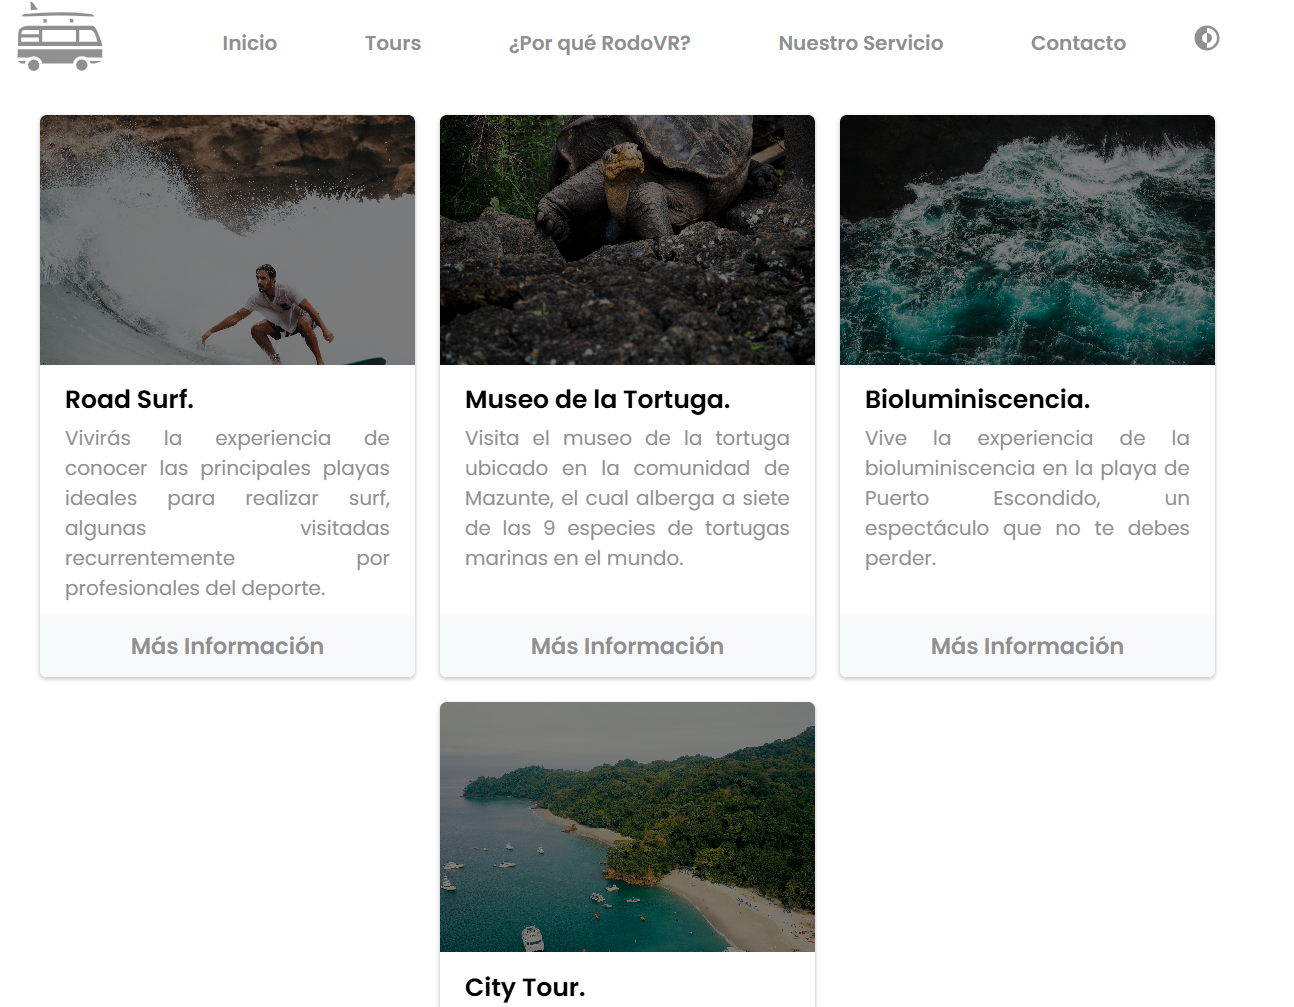 Inicio
Tours
¿Por qué RodoVR?
Nuestro Servicio
Contacto
Road Surf.
Vivirás la experiencia de
conocer las principales playas
ideales para realizar surf,
algunas visitadas
recurrentemente por
profesionales del deporte.
Más Información
Museo de la Tortuga.
Visita el museo de la tortuga
ubicado en la comunidad de
Mazunte, el cual alberga a siete
de las 9 especies de tortugas
marinas en el mundo.
Más Información
Bioluminiscencia.
Vive la experiencia de la
bioluminiscencia en la playa de
Puerto Escondido, un
espectáculo que no te debes
perder.
Más Información
City Tour.